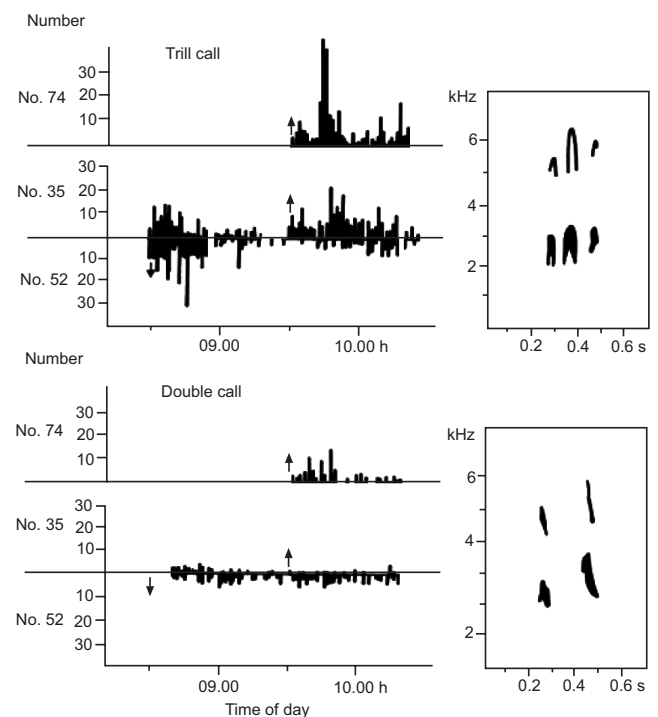 Number
Trill call
30
No. 74
20
10
30
No. 35
20
10
10
No. 52
20
30
09.00
10.00 h
kHz
6
4
2
0.2
0.4
0.6 s
Number
Double call
30
No. 74
20
10
30
No. 35
20
10
10
No. 52
20
30
09.00
10.00 h
Time of day
kHz
6
4
2
0.2
0.4
0.6 s